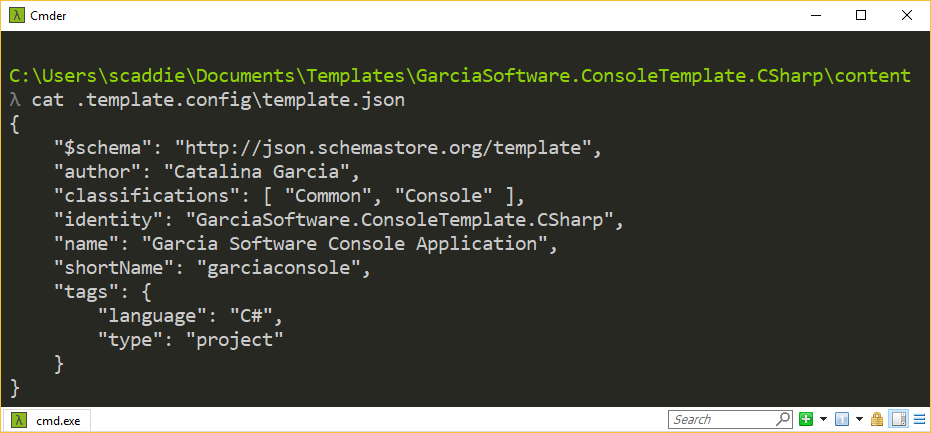 Cmder
C:\Users\scaddie\Documents\Templates\GarciaSoftware.ConsoleTemplate.CSharp\content
λ cat .template.config\template.json
{
    "$schema": "http://json.schemastore.org/template",
    "author": "Catalina Garcia",
    "classifications": [ "Common", "Console" ],
    "identity": "GarciaSoftware.ConsoleTemplate.CSharp",
    "name": "Garcia Software Console Application",
    "shortName": "garciaconsole",
    "tags": {
        "language": "C#",
        "type": "project"
    }
}
λ cmd.exe Search